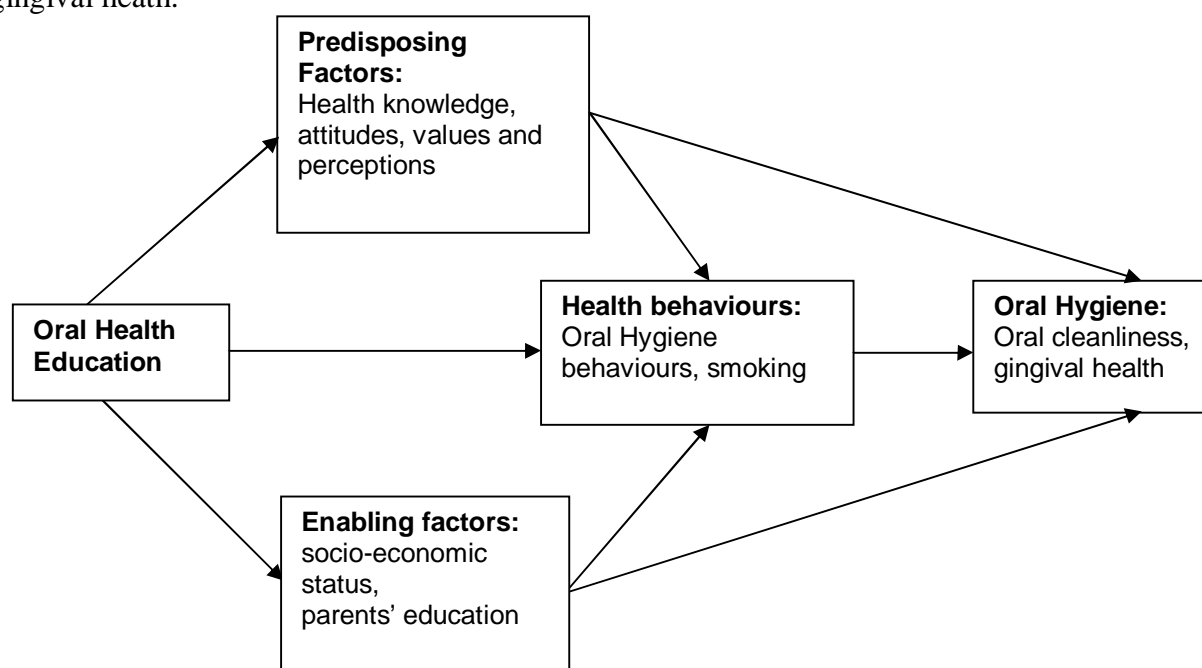 gingival heath.
Predisposing
Factors:
Health knowledge,
attitudes, values and
perceptions
Oral Health
Education
Health behaviours:
Oral Hygiene
behaviours, smoking
Oral Hygiene:
Oral cleanliness,
gingival health
Enabling factors:
socio-economic
status,
parents’ education